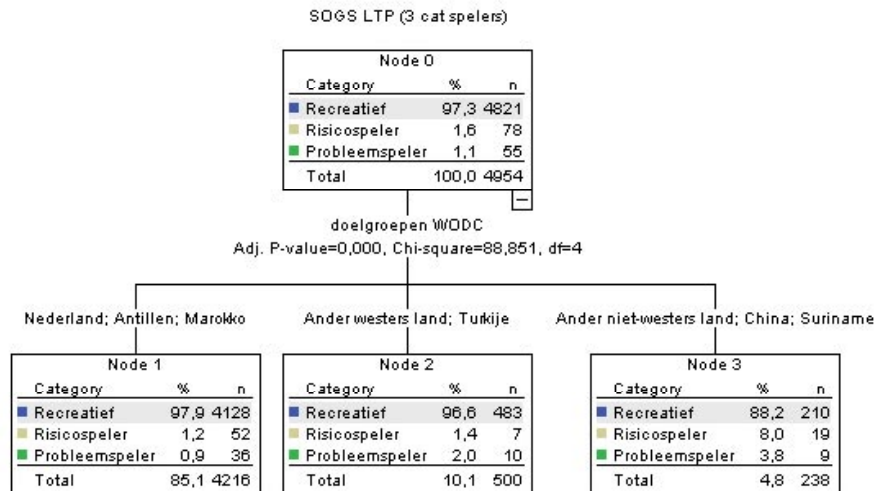 SOGS LTP (3 cat spelers)
Node 0
Category % n
Recreatief 97,3 4821
Risicospeler 1,6 78
Probleemspeler 1,1 55
Total 100,0 4954
doelgroepen WODC
Adj. P-value=0,000, Chi-square=88,851, df=4
Nederland; Antillen; Marokko
Node 1
Category % n
Recreatief 97,9 4128
Risicospeler 1,2 52
Probleemspeler 0,9 36
Total 85,1 4216
Ander westers land; Turkije
Node 2
Category % n
Recreatief 96,6 483
Risicospeler 1,4 7
Probleemspeler 2,0 10
Total 10,1 500
Ander niet-westers land; China; Suriname
Node 3
Category % n
Recreatief 88,2 210
Risicospeler 8,0 19
Probleemspeler 3,8 9
Total 4,8 238